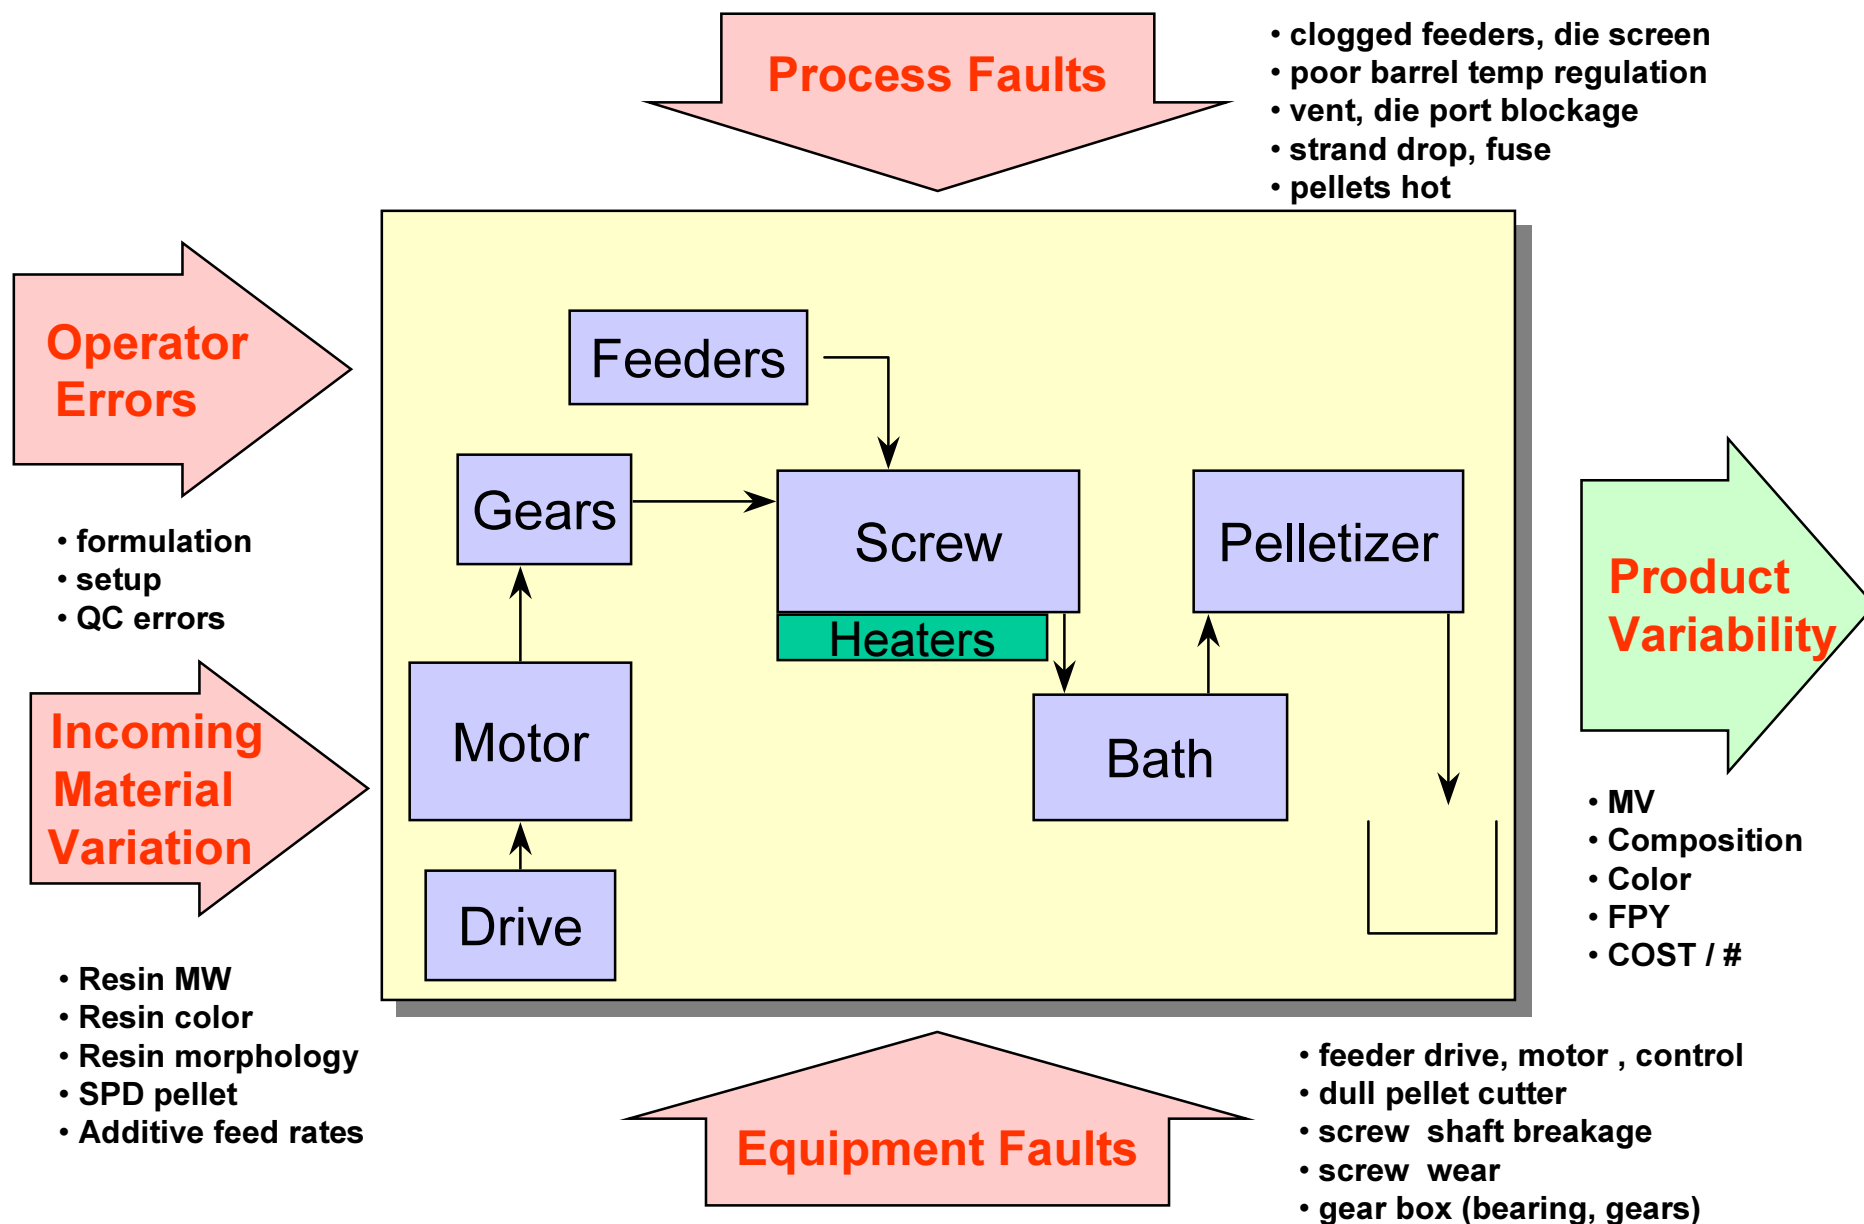 Process Faults
• clogged feeders, die screen
• poor barrel temp regulation
• vent, die port blockage
• strand drop, fuse
• pellets hot
Operator
Errors
• formulation
• setup
• QC errors
Incoming
Material
Variation
• Resin MW
• Resin color
• Resin morphology
• SPD pellet
• Additive feed rates
Feeders
Gears
Screw
Heaters
Pelletizer
Motor
Bath
Drive
Product
Variability
• MV
• Composition
• Color
• FPY
• COST / #
Equipment Faults
• feeder drive, motor , control
• dull pellet cutter
• screw  shaft breakage
• screw  wear
• gear box (bearing, gears)